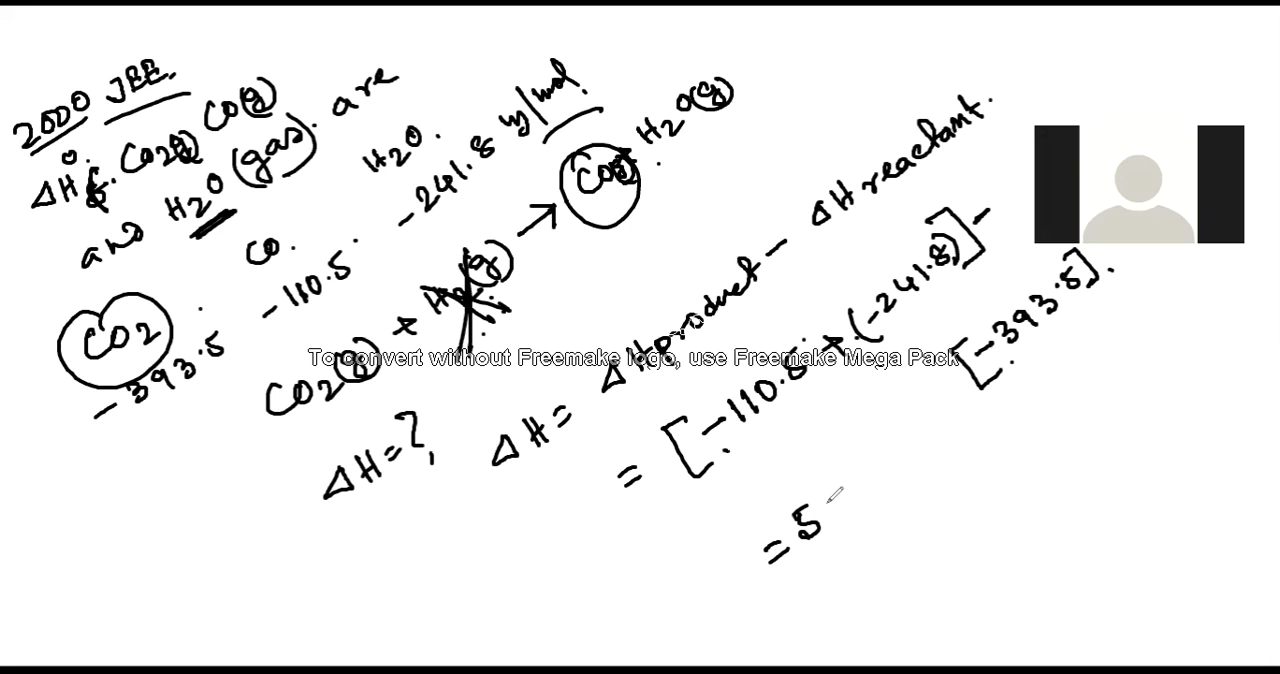 2000 JEE.
ΔH°f. CO2(g) CO(g)
and H2O (gas). are
CO2 CO. H2O.
-393.5 -110.5. -241.8 kj/mol.
CO2(g) + H2(g) → CO(g) H2O(g)
ΔH = ?,
ΔH = ΔHproduct - ΔH reactant.
= [-110.5 + (-241.8)] - [-393.5].
= 5
To convert without Freemake logo, use Freemake Mega Pack